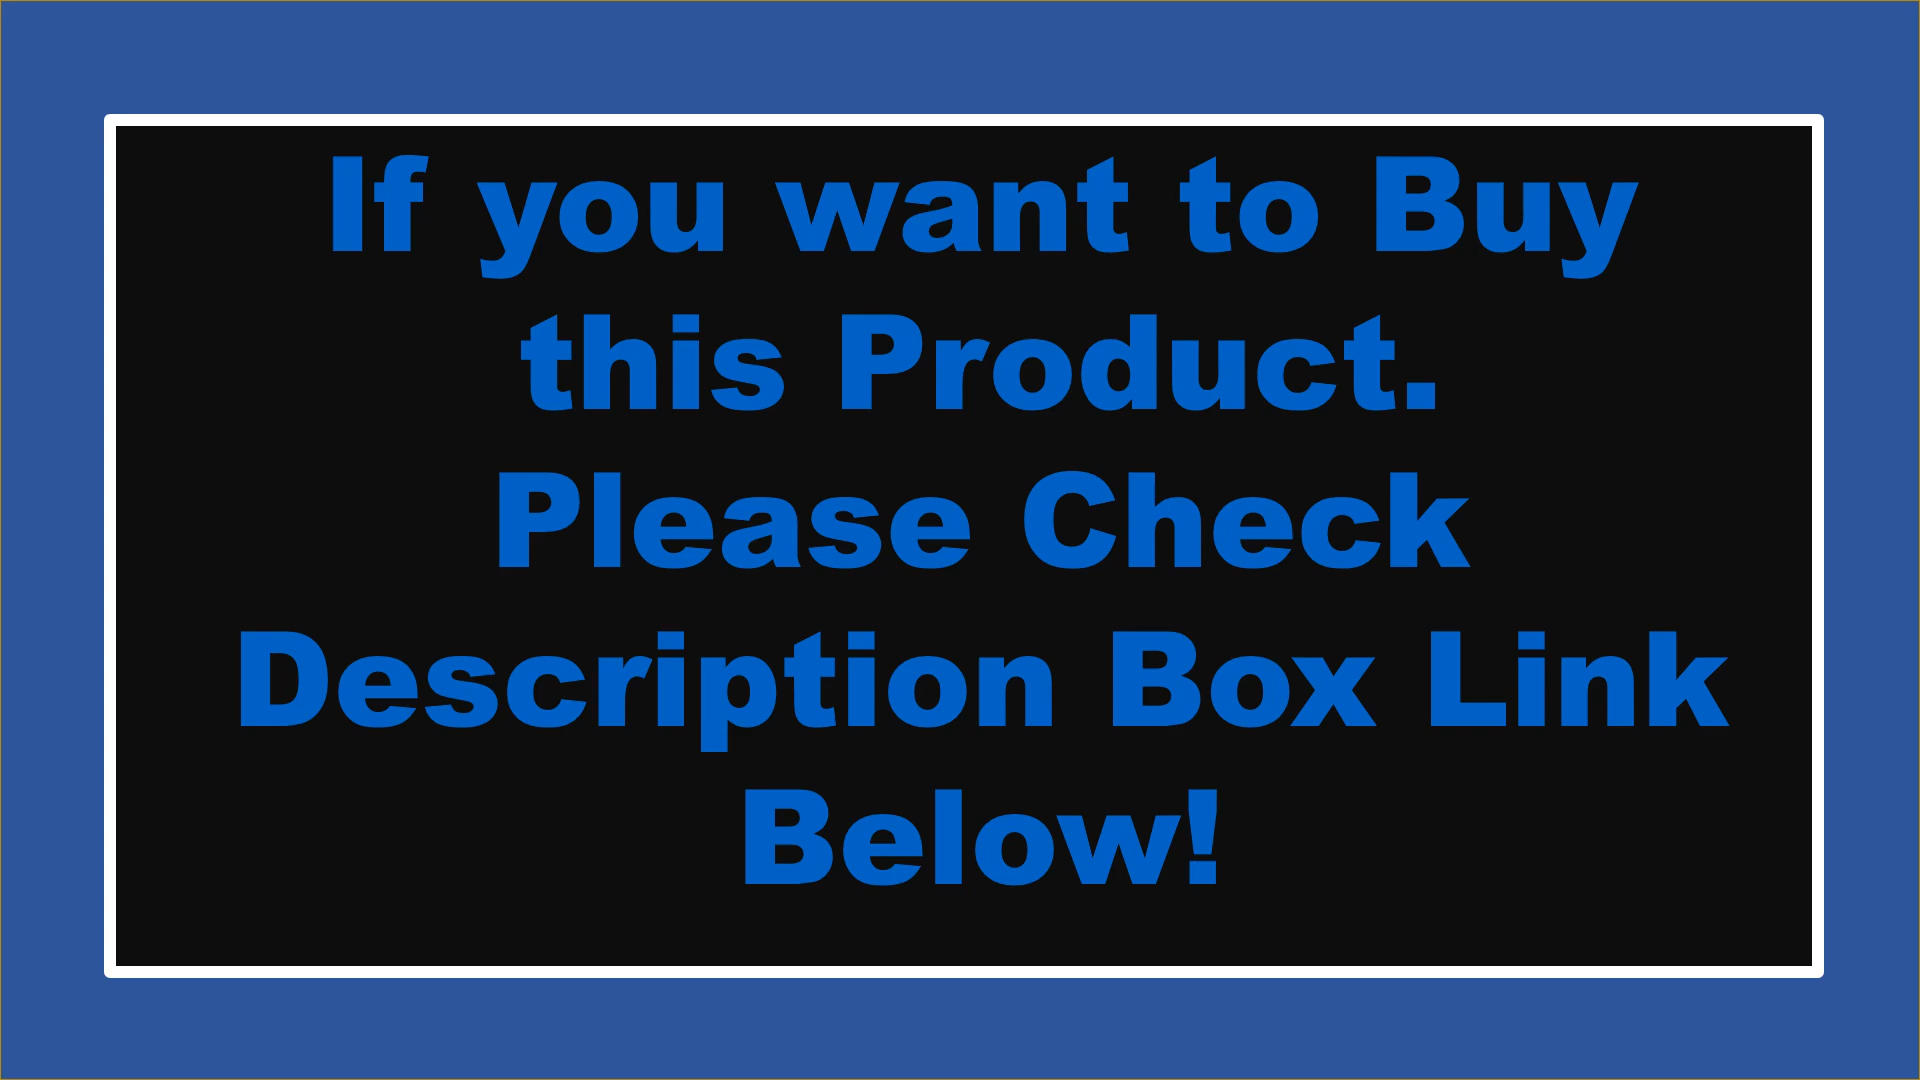 If you want to Buy
this Product.
Please Check
Description Box Link
Below!